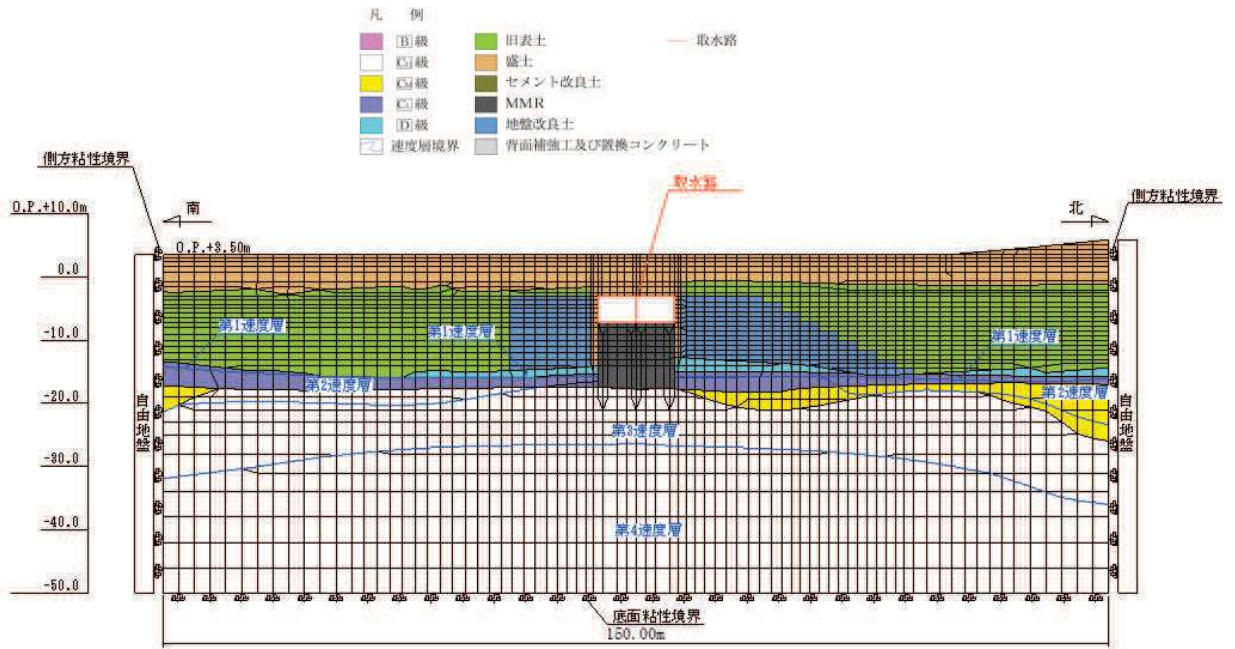 凡 例
B級 旧表土 取水路
CH級 盛土
CM級 セメント改良土
CL級 MMR
D級 地盤改良土
速度層境界 背面補強工及び置換コンクリート
側方粘性境界
取水路
側方粘性境界
O.P.+10.0m
南
北
O.P.+3.50m
0.0
-10.0
第1速度層
第1速度層
第1速度層
第2速度層
第2速度層
-20.0
自由地盤
自由地盤
第3速度層
-30.0
-40.0
第4速度層
-50.0
底面粘性境界
150.00m